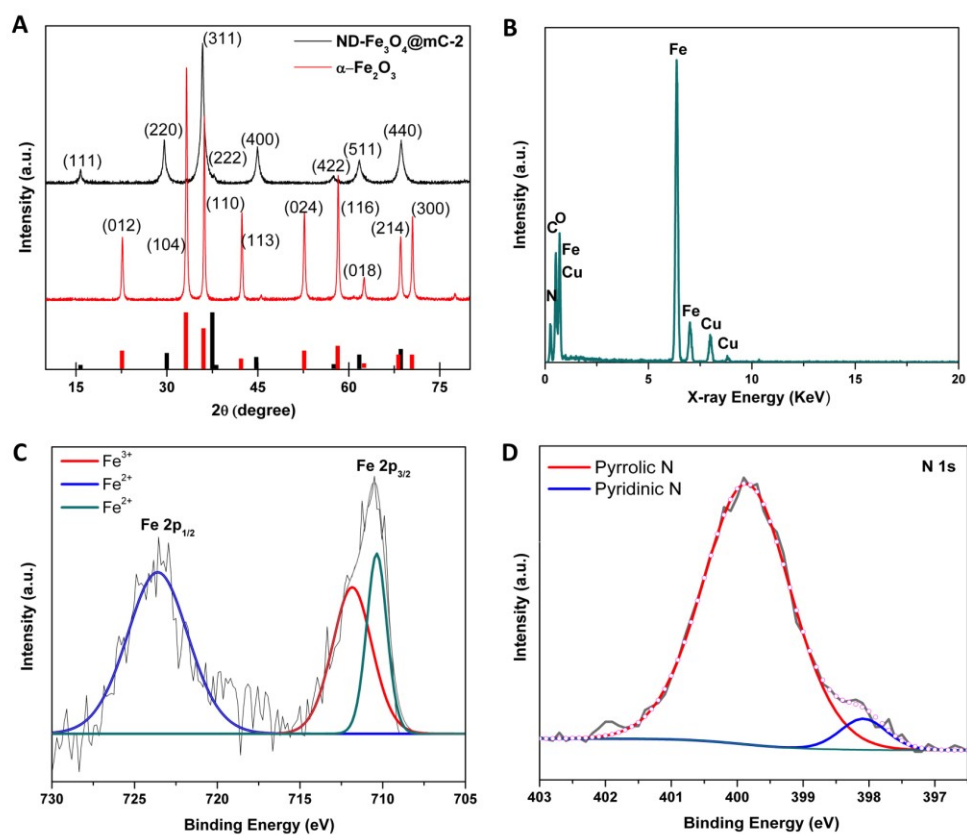 A
ND-Fe₃O₄@mC-2
α–Fe₂O₃
(311)
(220)
(111)
(222)
(400)
(422)
(511)
(440)
(012)
(104)
(110)
(113)
(024)
(116)
(018)
(214)
(300)
Intensity (a.u.)
15 30 45 60 75
2θ (degree)
B
Fe
C O
Fe
Cu
N
Fe
Cu
Cu
Intensity (a.u.)
0 5 10 15 20
X-ray Energy (KeV)
C
Fe³⁺
Fe²⁺
Fe²⁺
Fe 2p₃/₂
Fe 2p₁/₂
Intensity (a.u.)
730 725 720 715 710 705
Binding Energy (eV)
D
Pyrrolic N
Pyridinic N
N 1s
Intensity (a.u.)
403 402 401 400 399 398 397
Binding Energy (eV)